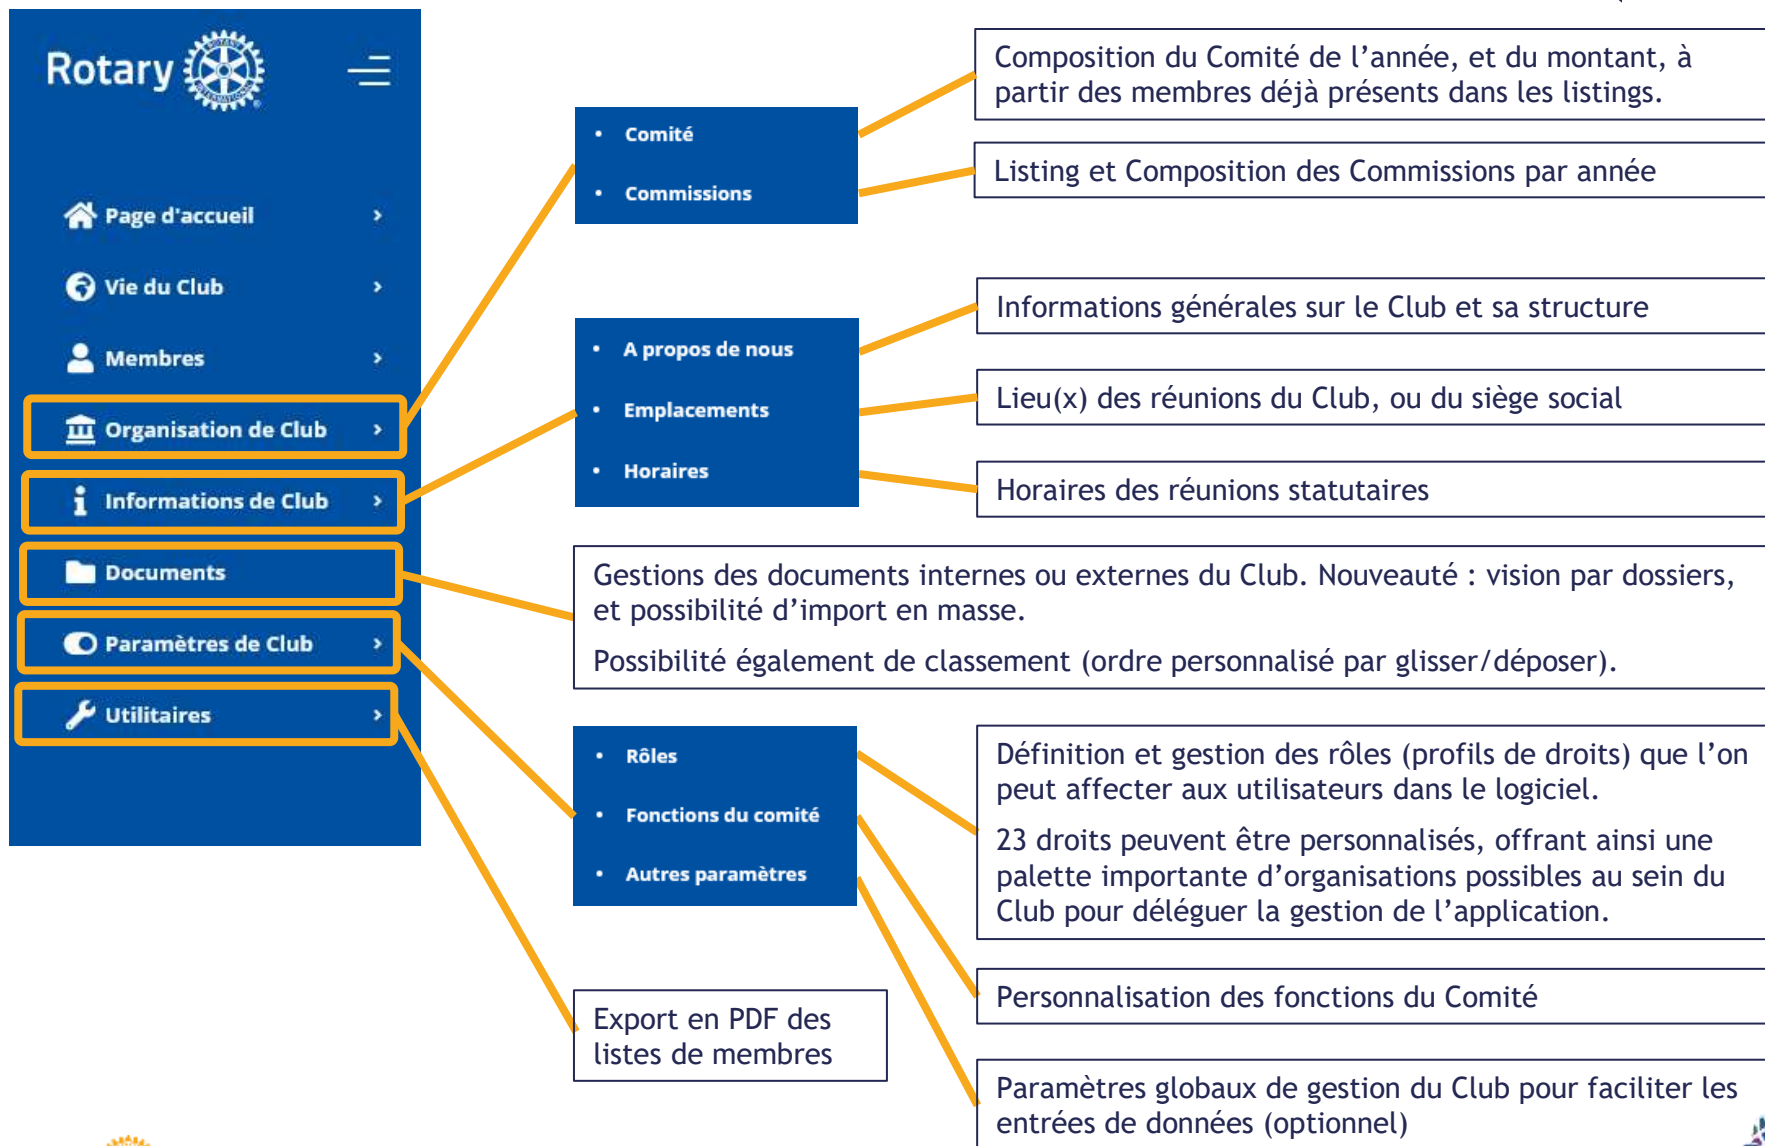 Rotary
Page d'accueil
Vie du Club
Membres
Organisation de Club
Informations de Club
Documents
Paramètres de Club
Utilitaires
• Comité
• Commissions
Composition du Comité de l’année, et du montant, à
partir des membres déjà présents dans les listings.
Listing et Composition des Commissions par année
• A propos de nous
• Emplacements
• Horaires
Informations générales sur le Club et sa structure
Lieu(x) des réunions du Club, ou du siège social
Horaires des réunions statutaires
Gestions des documents internes ou externes du Club. Nouveauté : vision par dossiers,
et possibilité d’import en masse.
Possibilité également de classement (ordre personnalisé par glisser/déposer).
• Rôles
• Fonctions du comité
• Autres paramètres
Définition et gestion des rôles (profils de droits) que l’on
peut affecter aux utilisateurs dans le logiciel.
23 droits peuvent être personnalisés, offrant ainsi une
palette importante d’organisations possibles au sein du
Club pour déléguer la gestion de l’application.
Personnalisation des fonctions du Comité
Export en PDF des
listes de membres
Paramètres globaux de gestion du Club pour faciliter les
entrées de données (optionnel)